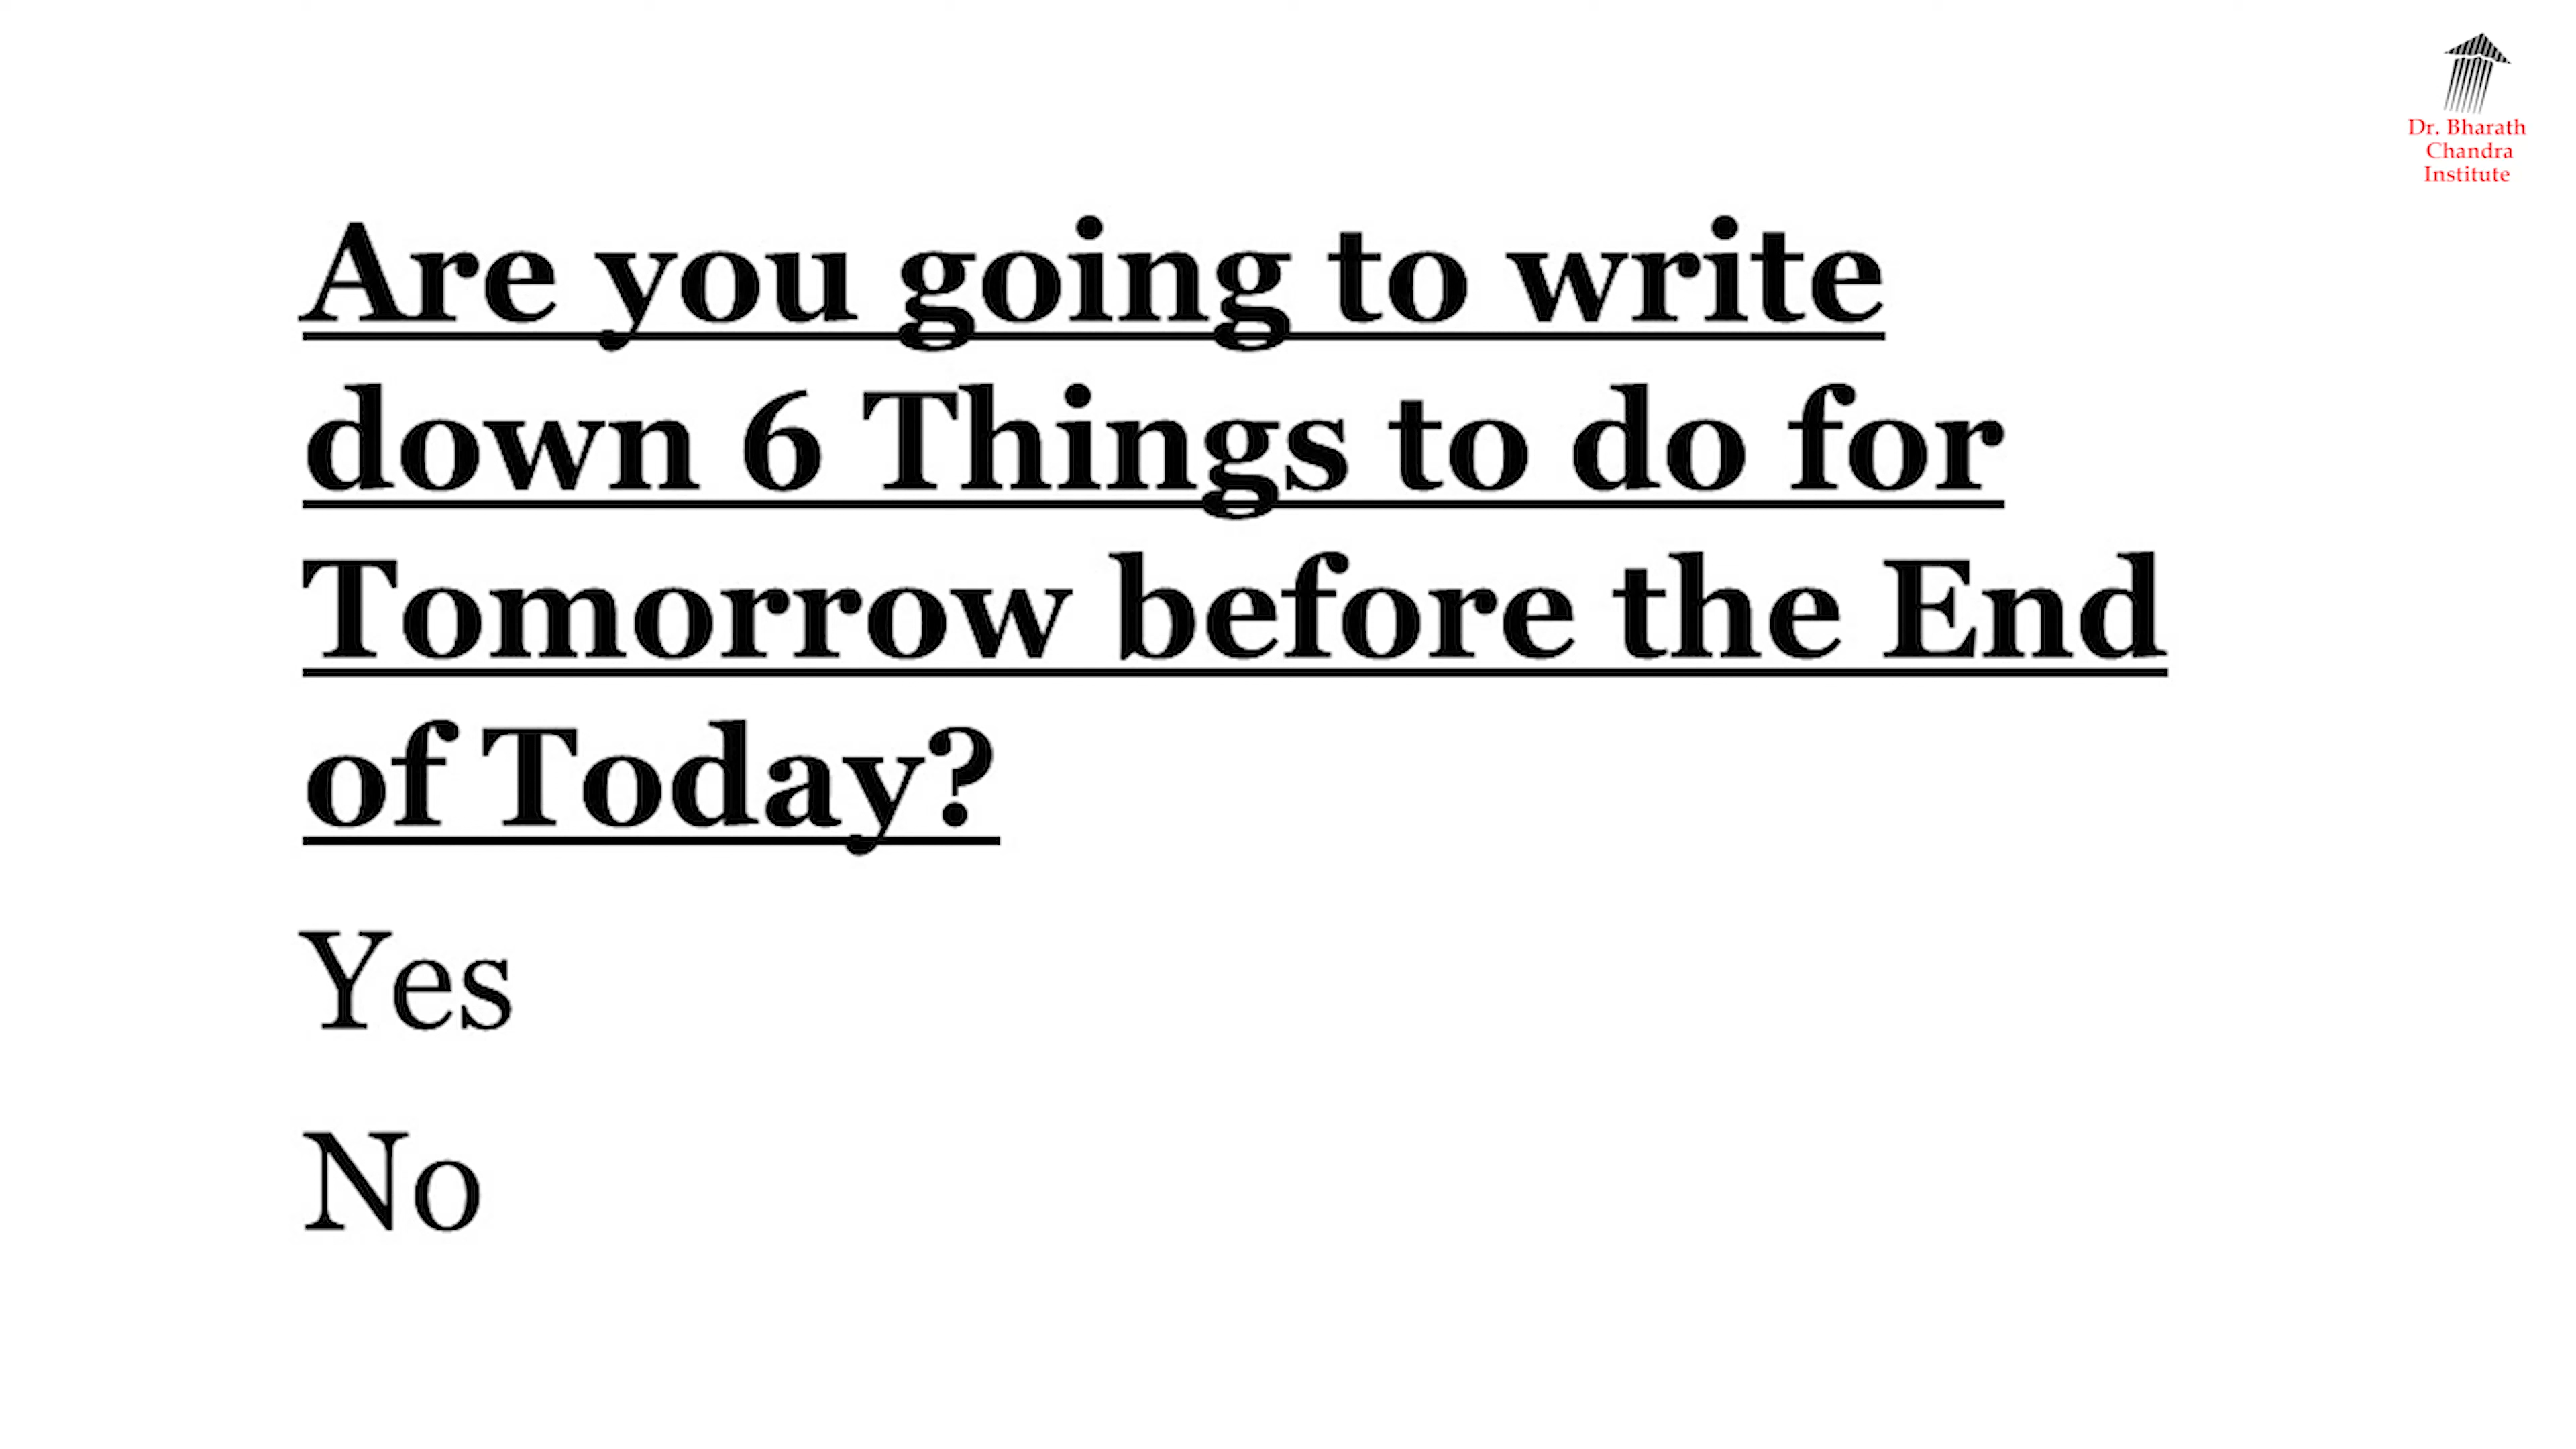 Dr. Bharath
Chandra
Institute
Are you going to write
down 6 Things to do for
Tomorrow before the End
of Today?
Yes
No